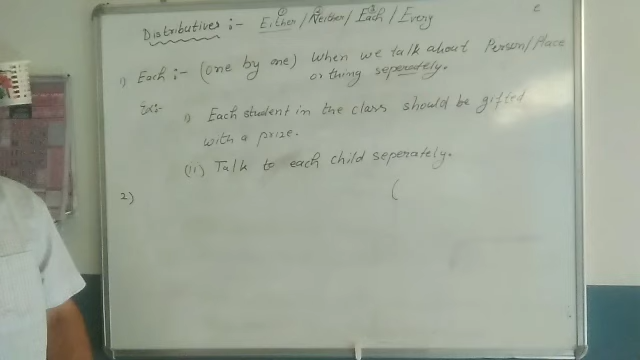 Distributives :- Either / Neither / Each / Every
1) Each :- (one by one) When we talk about Person/Place
or thing seperately.
Ex:-
i) Each student in the class should be gifted
with a prize.
(ii) Talk to each child seperately.
2) (